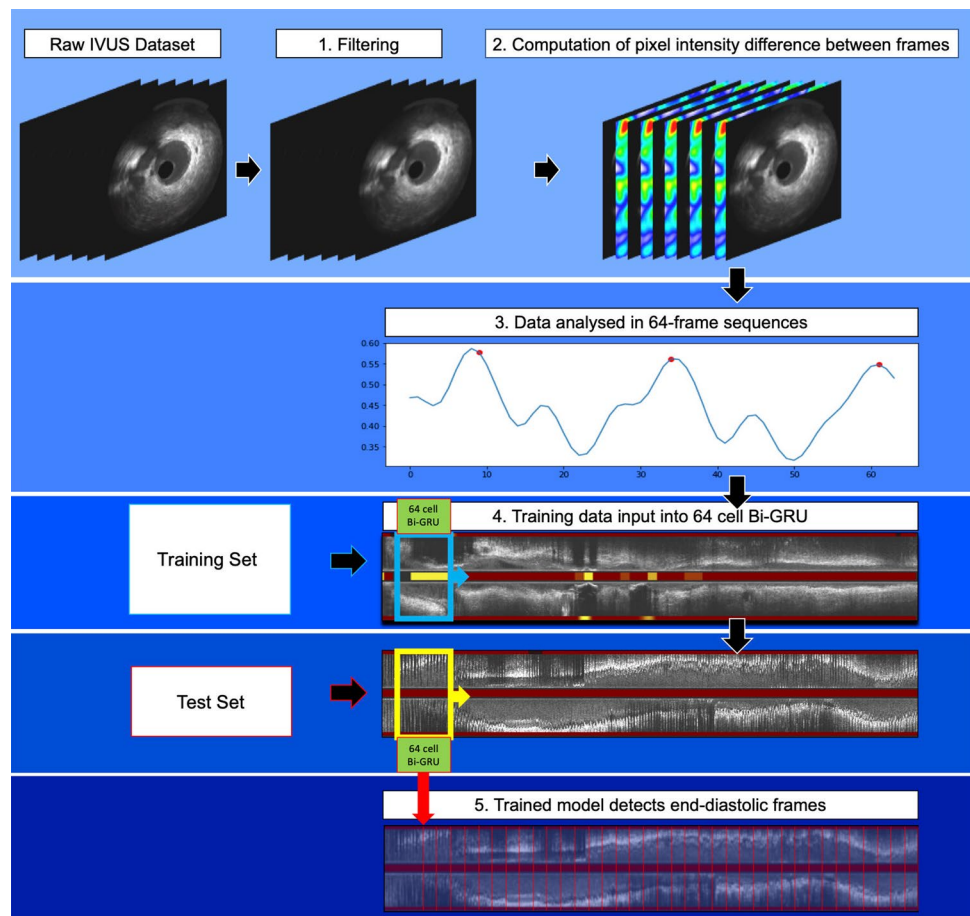 Raw IVUS Dataset
1. Filtering
2. Computation of pixel intensity difference between frames
3. Data analysed in 64-frame sequences
0.60
0.55
0.50
0.45
0.40
0.35
0 10 20 30 40 50 60
64 cell
Bi-GRU
4. Training data input into 64 cell Bi-GRU
Training Set
Test Set
64 cell
Bi-GRU
5. Trained model detects end-diastolic frames